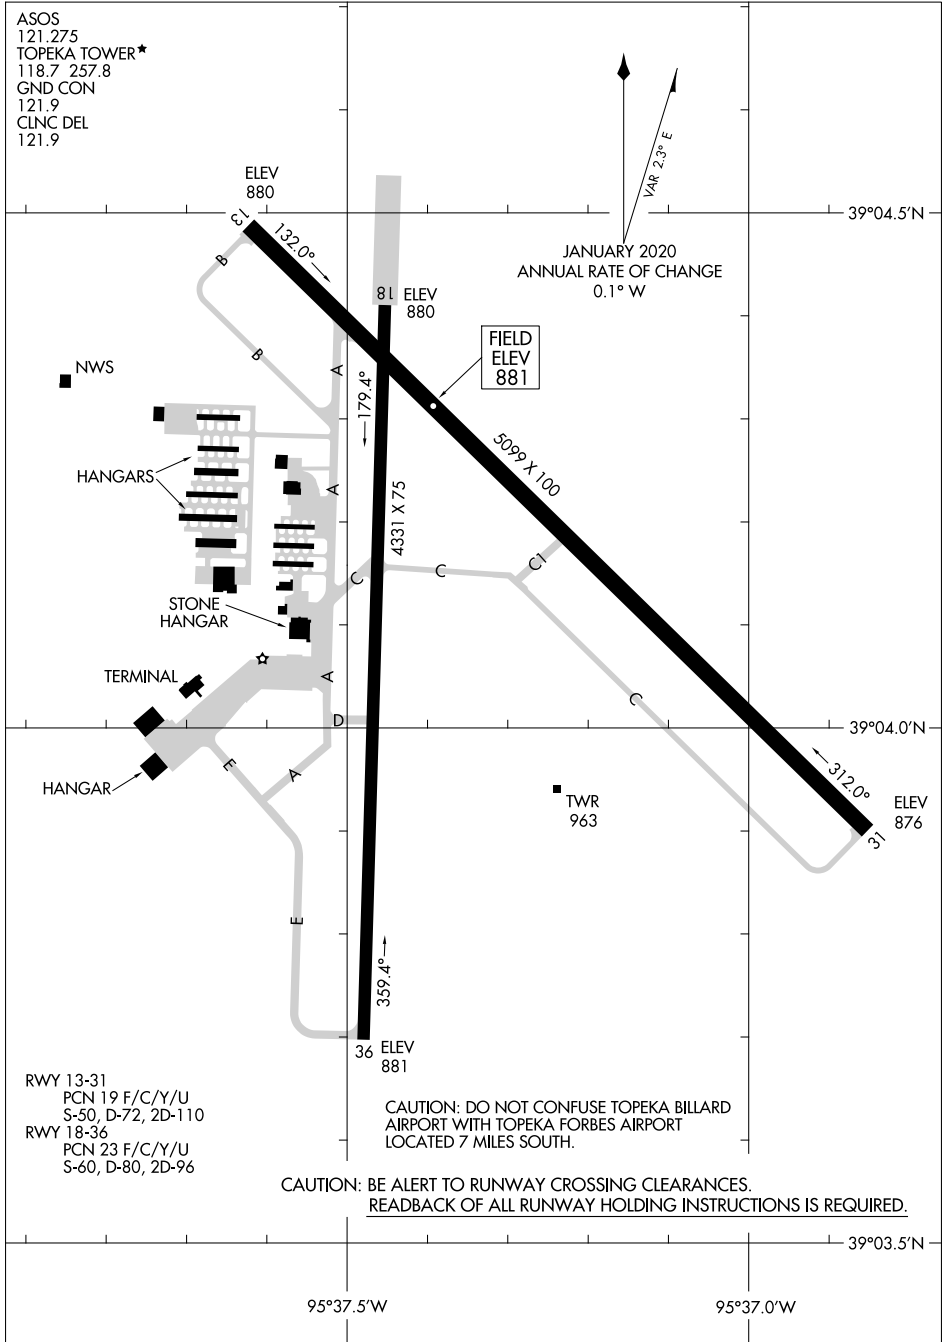 ASOS
121.275
TOPEKA TOWER★
118.7 257.8
GND CON
121.9
CLNC DEL
121.9
ELEV
880
13
132.0°
VAR 2.3° E
39°04.5'N
JANUARY 2020
ANNUAL RATE OF CHANGE
0.1° W
B
18
ELEV
880
FIELD
ELEV
881
B
A
NWS
179.4°
5099 X 100
HANGARS
A
4331 X 75
C
C
C1
STONE
HANGAR
TERMINAL
A
C
D
39°04.0'N
E
A
HANGAR
312.0°
TWR
963
ELEV
876
31
E
359.4°
36
ELEV
881
RWY 13-31
PCN 19 F/C/Y/U
S-50, D-72, 2D-110
RWY 18-36
PCN 23 F/C/Y/U
S-60, D-80, 2D-96
CAUTION: DO NOT CONFUSE TOPEKA BILLARD
AIRPORT WITH TOPEKA FORBES AIRPORT
LOCATED 7 MILES SOUTH.
CAUTION: BE ALERT TO RUNWAY CROSSING CLEARANCES.
READBACK OF ALL RUNWAY HOLDING INSTRUCTIONS IS REQUIRED.
39°03.5'N
95°37.5'W
95°37.0'W